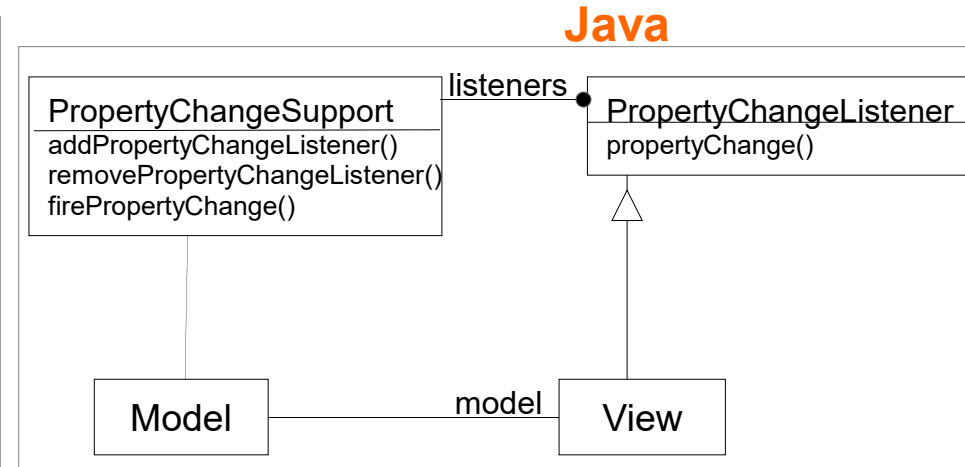 Java
listeners
PropertyChangeSupport
addPropertyChangeListener()
removePropertyChangeListener()
firePropertyChange()
PropertyChangeListener
propertyChange()
Model
model
View